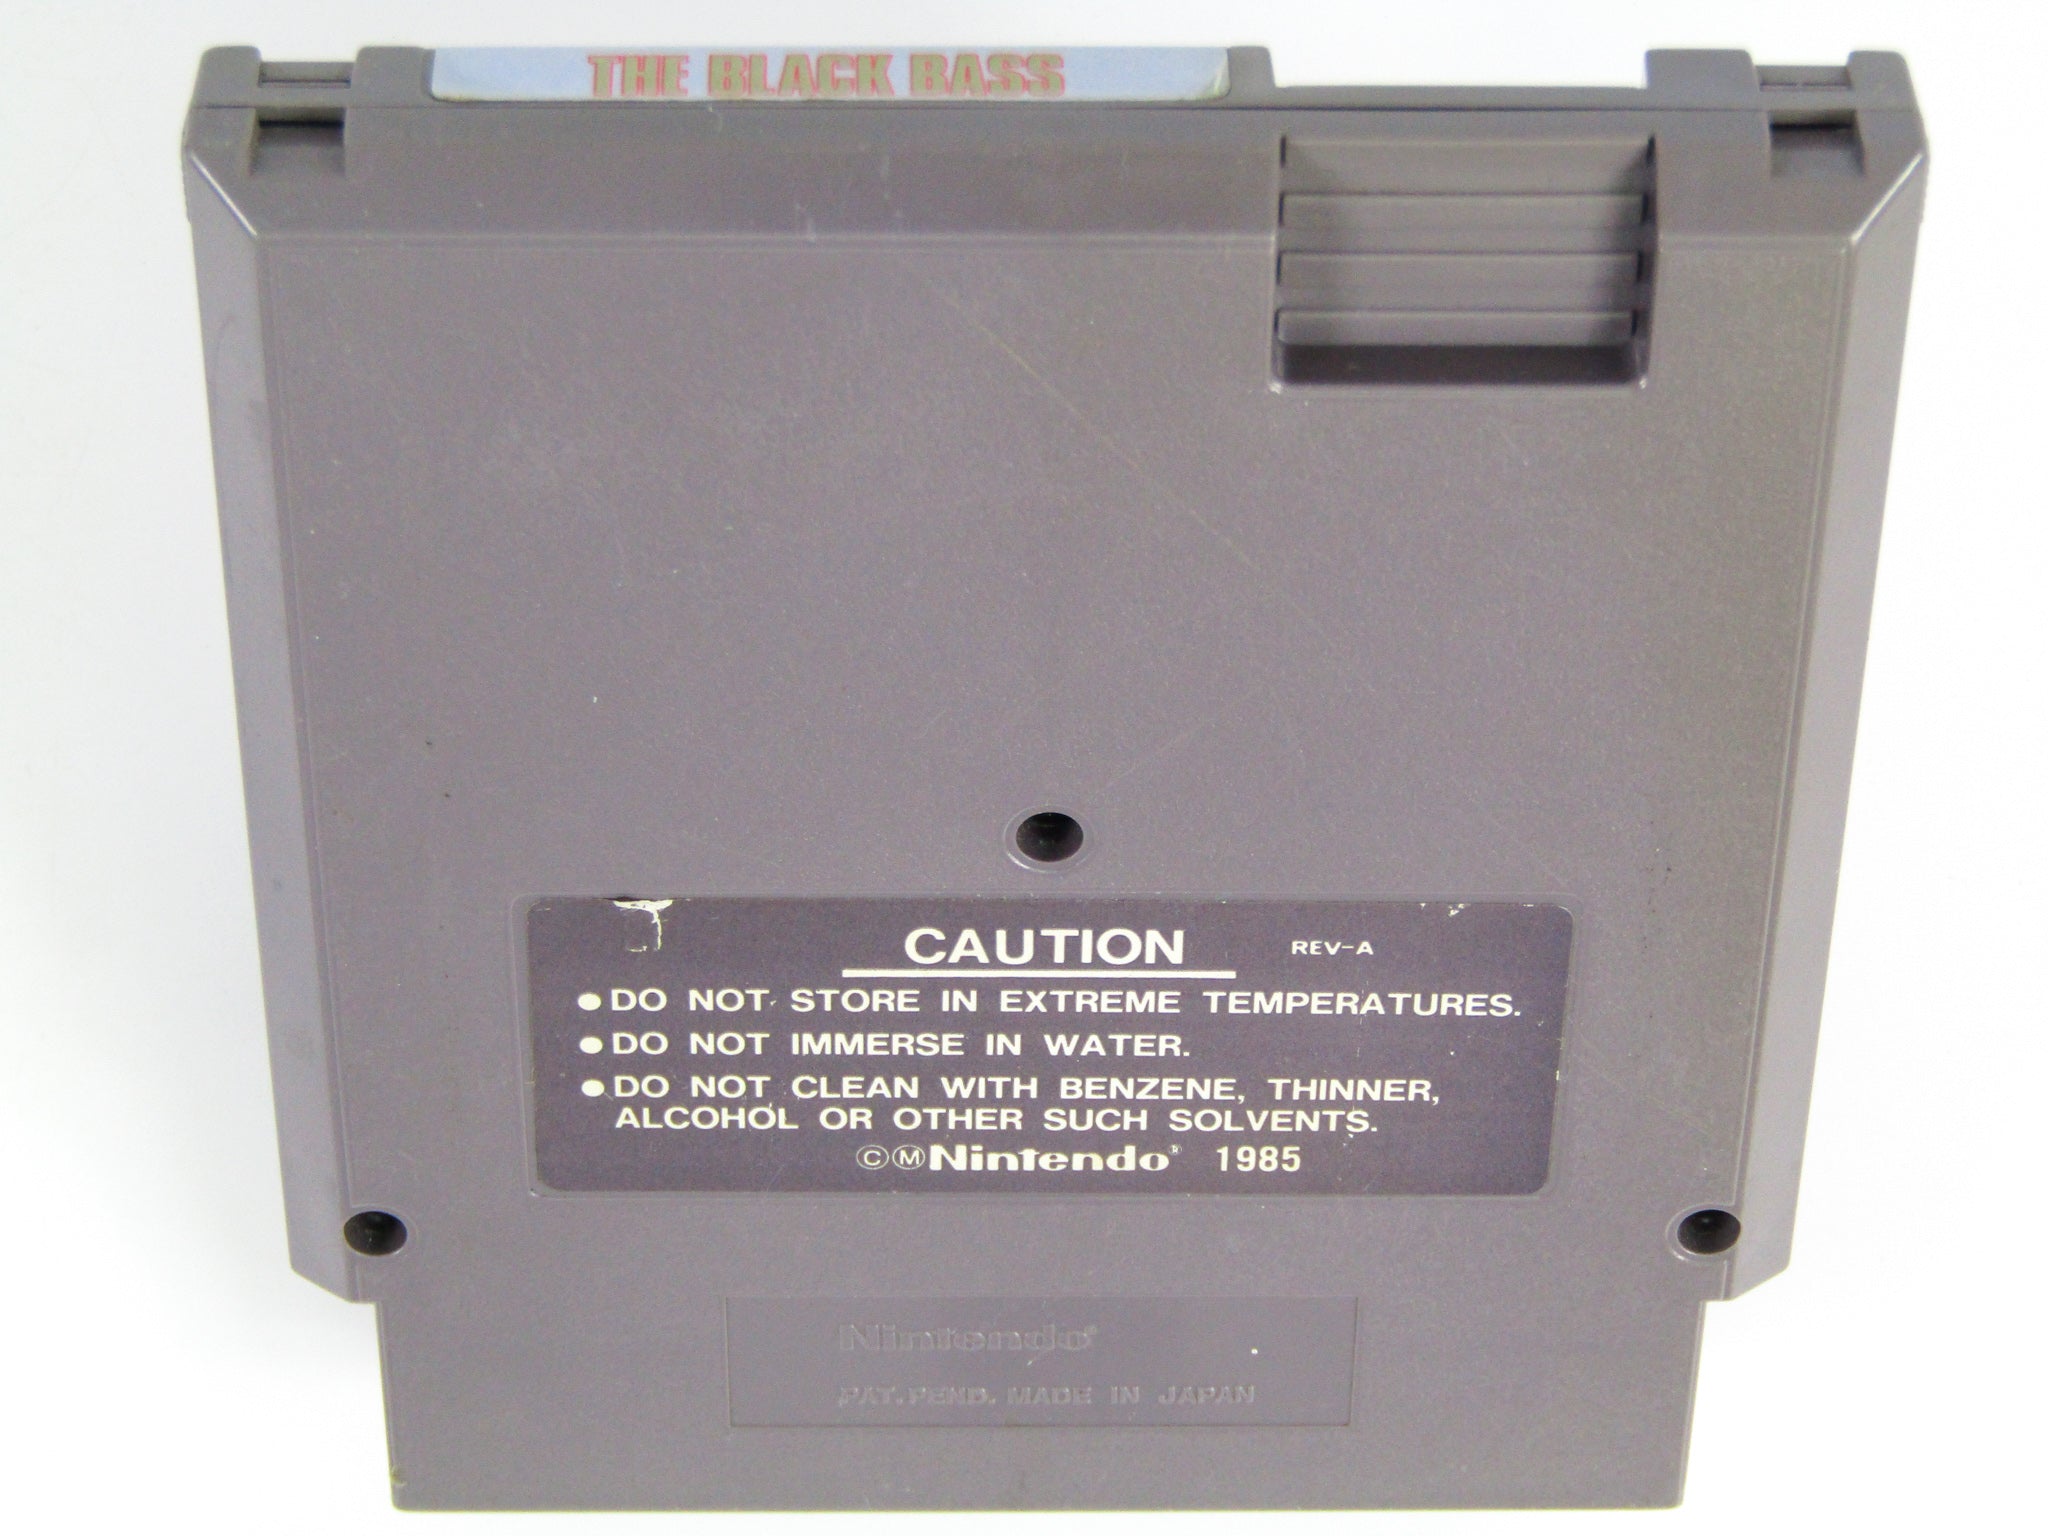 THE BLACK BASS
CAUTION REV-A
●DO NOT STORE IN EXTREME TEMPERATURES.
●DO NOT IMMERSE IN WATER.
●DO NOT CLEAN WITH BENZENE, THINNER,
ALCOHOL OR OTHER SUCH SOLVENTS.
©ⓂNintendo® 1985
Nintendo®
PAT. PEND. MADE IN JAPAN